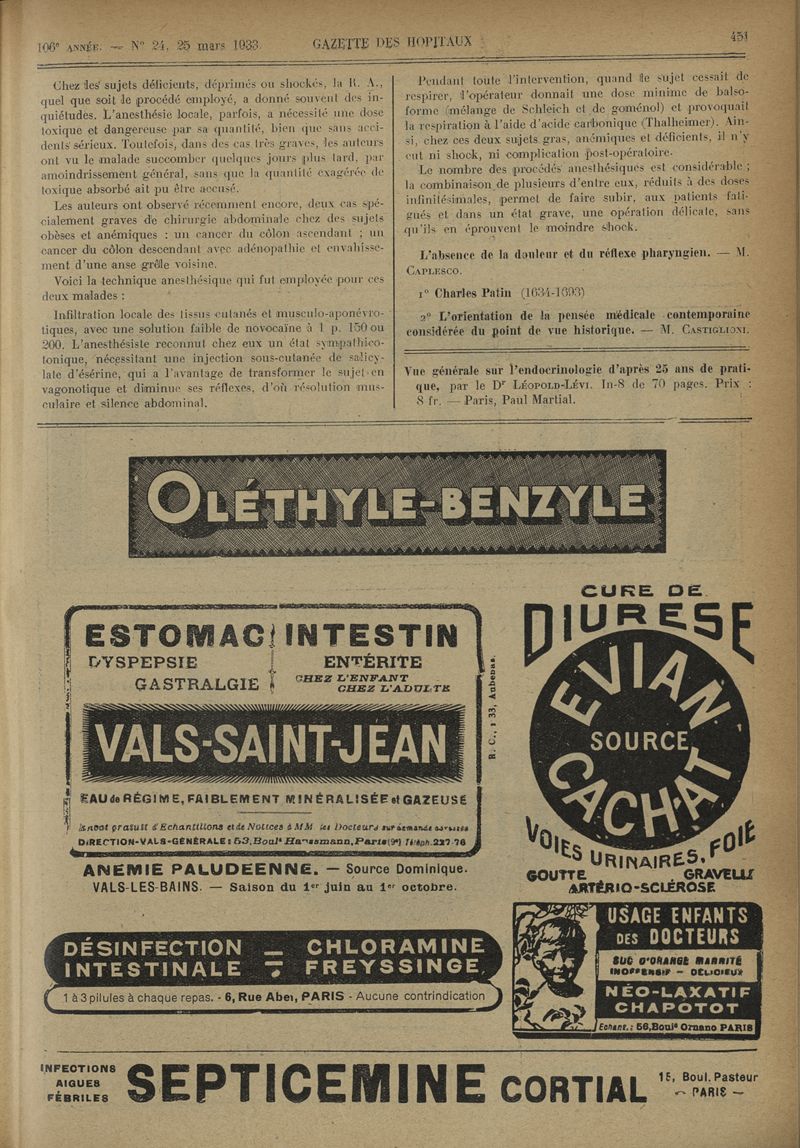 106e ANNÉE. — N° 24, 25 mars 1933.
GAZETTE DES HOPITAUX
451
Chez les sujets déficients, déprimés ou shockés, la R. A.,
quel que soit le procédé employé, a donné souvent des in-
quiétudes. L'anesthésie locale, parfois, a nécessité une dose
toxique et dangereuse par sa quantité, bien que sans acci-
dents sérieux. Toutefois, dans des cas très graves, les auteurs
ont vu le malade succomber quelques jours plus tard, par
amoindrissement général, sans que la quantité exagérée de
toxique absorbé ait pu être accusé.
Les auteurs ont observé récemment encore, deux cas spé-
cialement graves de chirurgie abdominale chez des sujets
obèses et anémiques : un cancer du côlon ascendant ; un
cancer du côlon descendant avec adénopathie et envahisse-
ment d'une anse grêle voisine.
Voici la technique anesthésique qui fut employée pour ces
deux malades :
Infiltration locale des tissus cutanés et musculo-aponévro-
tiques, avec une solution faible de novocaïne à 1 p. 150 ou
200. L'anesthésiste reconnut chez eux un état sympathico-
tonique, nécessitant une injection sous-cutanée de salicy-
late d'ésérine, qui a l'avantage de transformer le sujet en
vagonotique et diminue ses réflexes, d'où résolution mus-
culaire et silence abdominal.
Pendant toute l'intervention, quand le sujet cessait de
respirer, l'opérateur donnait une dose minime de balso-
forme (mélange de Schleich et de goménol) et provoquait
la respiration à l'aide d'acide carbonique (Thalheimer). Ain-
si, chez ces deux sujets gras, anémiques et déficients, il n'y
eut ni shock, ni complication post-opératoire.
Le nombre des procédés anesthésiques est considérable ;
la combinaison de plusieurs d'entre eux, réduits à des doses
infinitésimales, permet de faire subir, aux patients fati-
gués et dans un état grave, une opération délicate, sans
qu'ils en éprouvent le moindre shock.
L'absence de la douleur et du réflexe pharyngien. — M.
CAPLESCO.
1° Charles Patin (1634-1693)
2° L'orientation de la pensée médicale contemporaine
considérée du point de vue historique. — M. CASTIGLIONI.
Vue générale sur l'endocrinologie d'après 25 ans de prati-
que, par le Dr LÉOPOLD-LÉVI. In-8 de 70 pages. Prix :
8 fr. — Paris, Paul Martial.
OLÉTHYLE-BENZYLE
ESTOMAC INTESTIN
DYSPEPSIE ENTÉRITE
GASTRALGIE CHEZ L'ENFANT
CHEZ L'ADULTE
VALS-SAINT-JEAN
EAU de RÉGIME, FAIBLEMENT MINÉRALISÉE et GAZEUSE
Envoi gratuit d'Echantillons et de Notices à MM les Docteurs sur demande adressée
DIRECTION-VALS-GÉNÉRALE : 53, Boulᵈ Haussmann, Paris (9ᵉ) Téléph. 227-76
R. C., 1 33, Aubenas.
ANEMIE PALUDEENNE. — Source Dominique.
VALS-LES-BAINS. — Saison du 1er juin au 1er octobre.
CURE DE
DIURESE
EVIAN
SOURCE
CACHAT
VOIES URINAIRES, FOIE
GOUTTE GRAVELLE
ARTÉRIO-SCLÉROSE
DÉSINFECTION = CHLORAMINE
INTESTINALE FREYSSINGE
1 à 3 pilules à chaque repas. - 6, Rue Abel, PARIS - Aucune contrindication
USAGE ENFANTS
DES DOCTEURS
SUC D'ORANGE MANNITÉ
INOFFENSIF - DÉLICIEUX
NÉO-LAXATIF
CHAPOTOT
Echant. : 56, Boulᵈ Ornano PARIS
INFECTIONS
AIGUES
FÉBRILES
SEPTICEMINE CORTIAL
15, Boul. Pasteur
— PARIS —